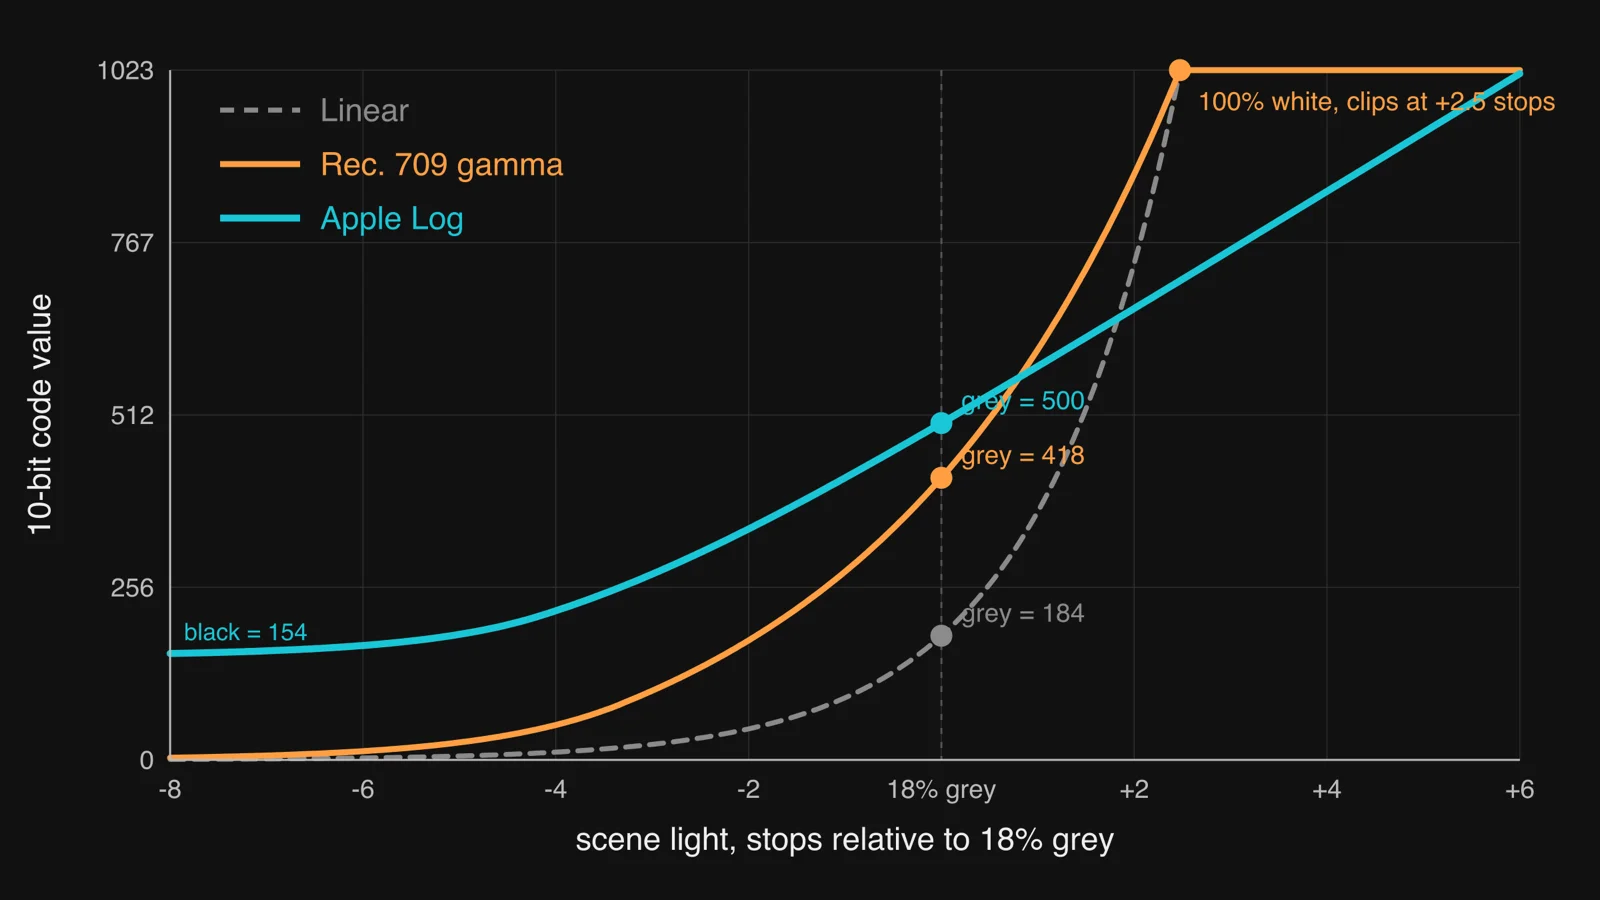 1023
Linear
100% white, clips at +2.5 stops
Rec. 709 gamma
Apple Log
767
10-bit code value
grey = 500
512
grey = 418
256
grey = 184
black = 154
0
-8 -6 -4 -2 18% grey +2 +4 +6
scene light, stops relative to 18% grey